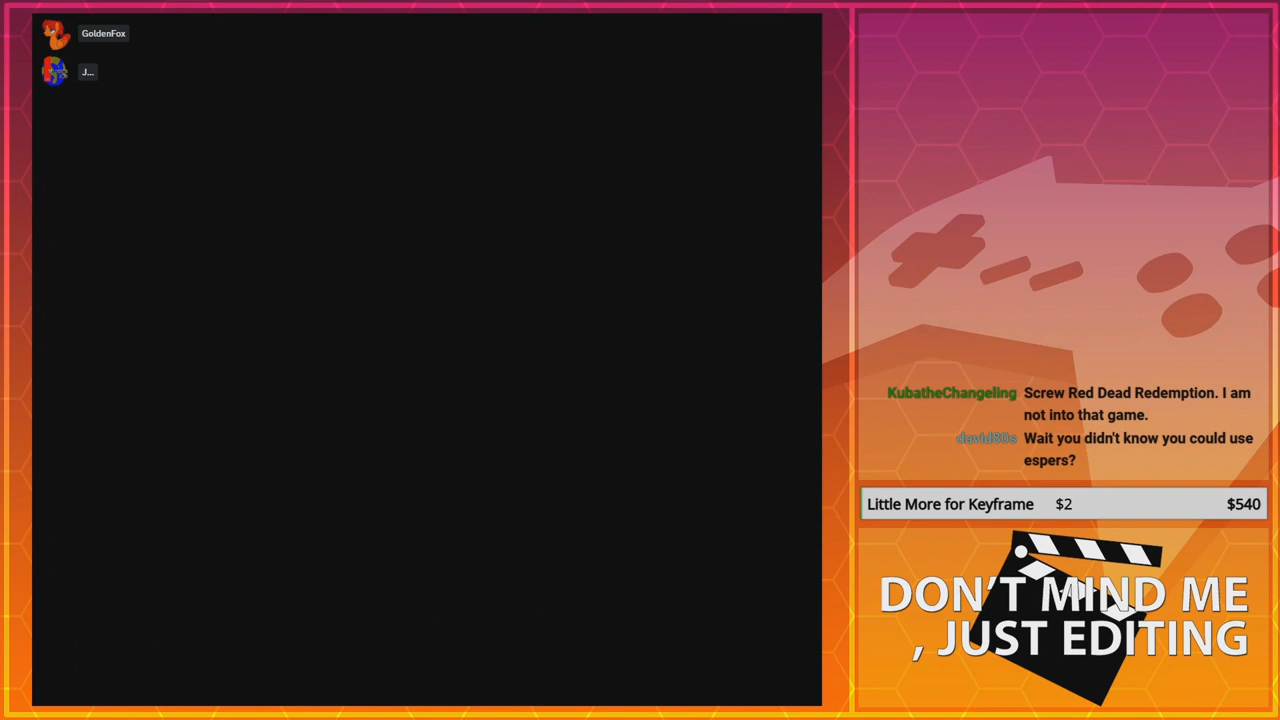 GoldenFox
J...
KubatheChangeling Screw Red Dead Redemption. I am
not into that game.
david80s Wait you didn't know you could use
espers?
Little More for Keyframe $2 $540
DON'T MIND ME
, JUST EDITING